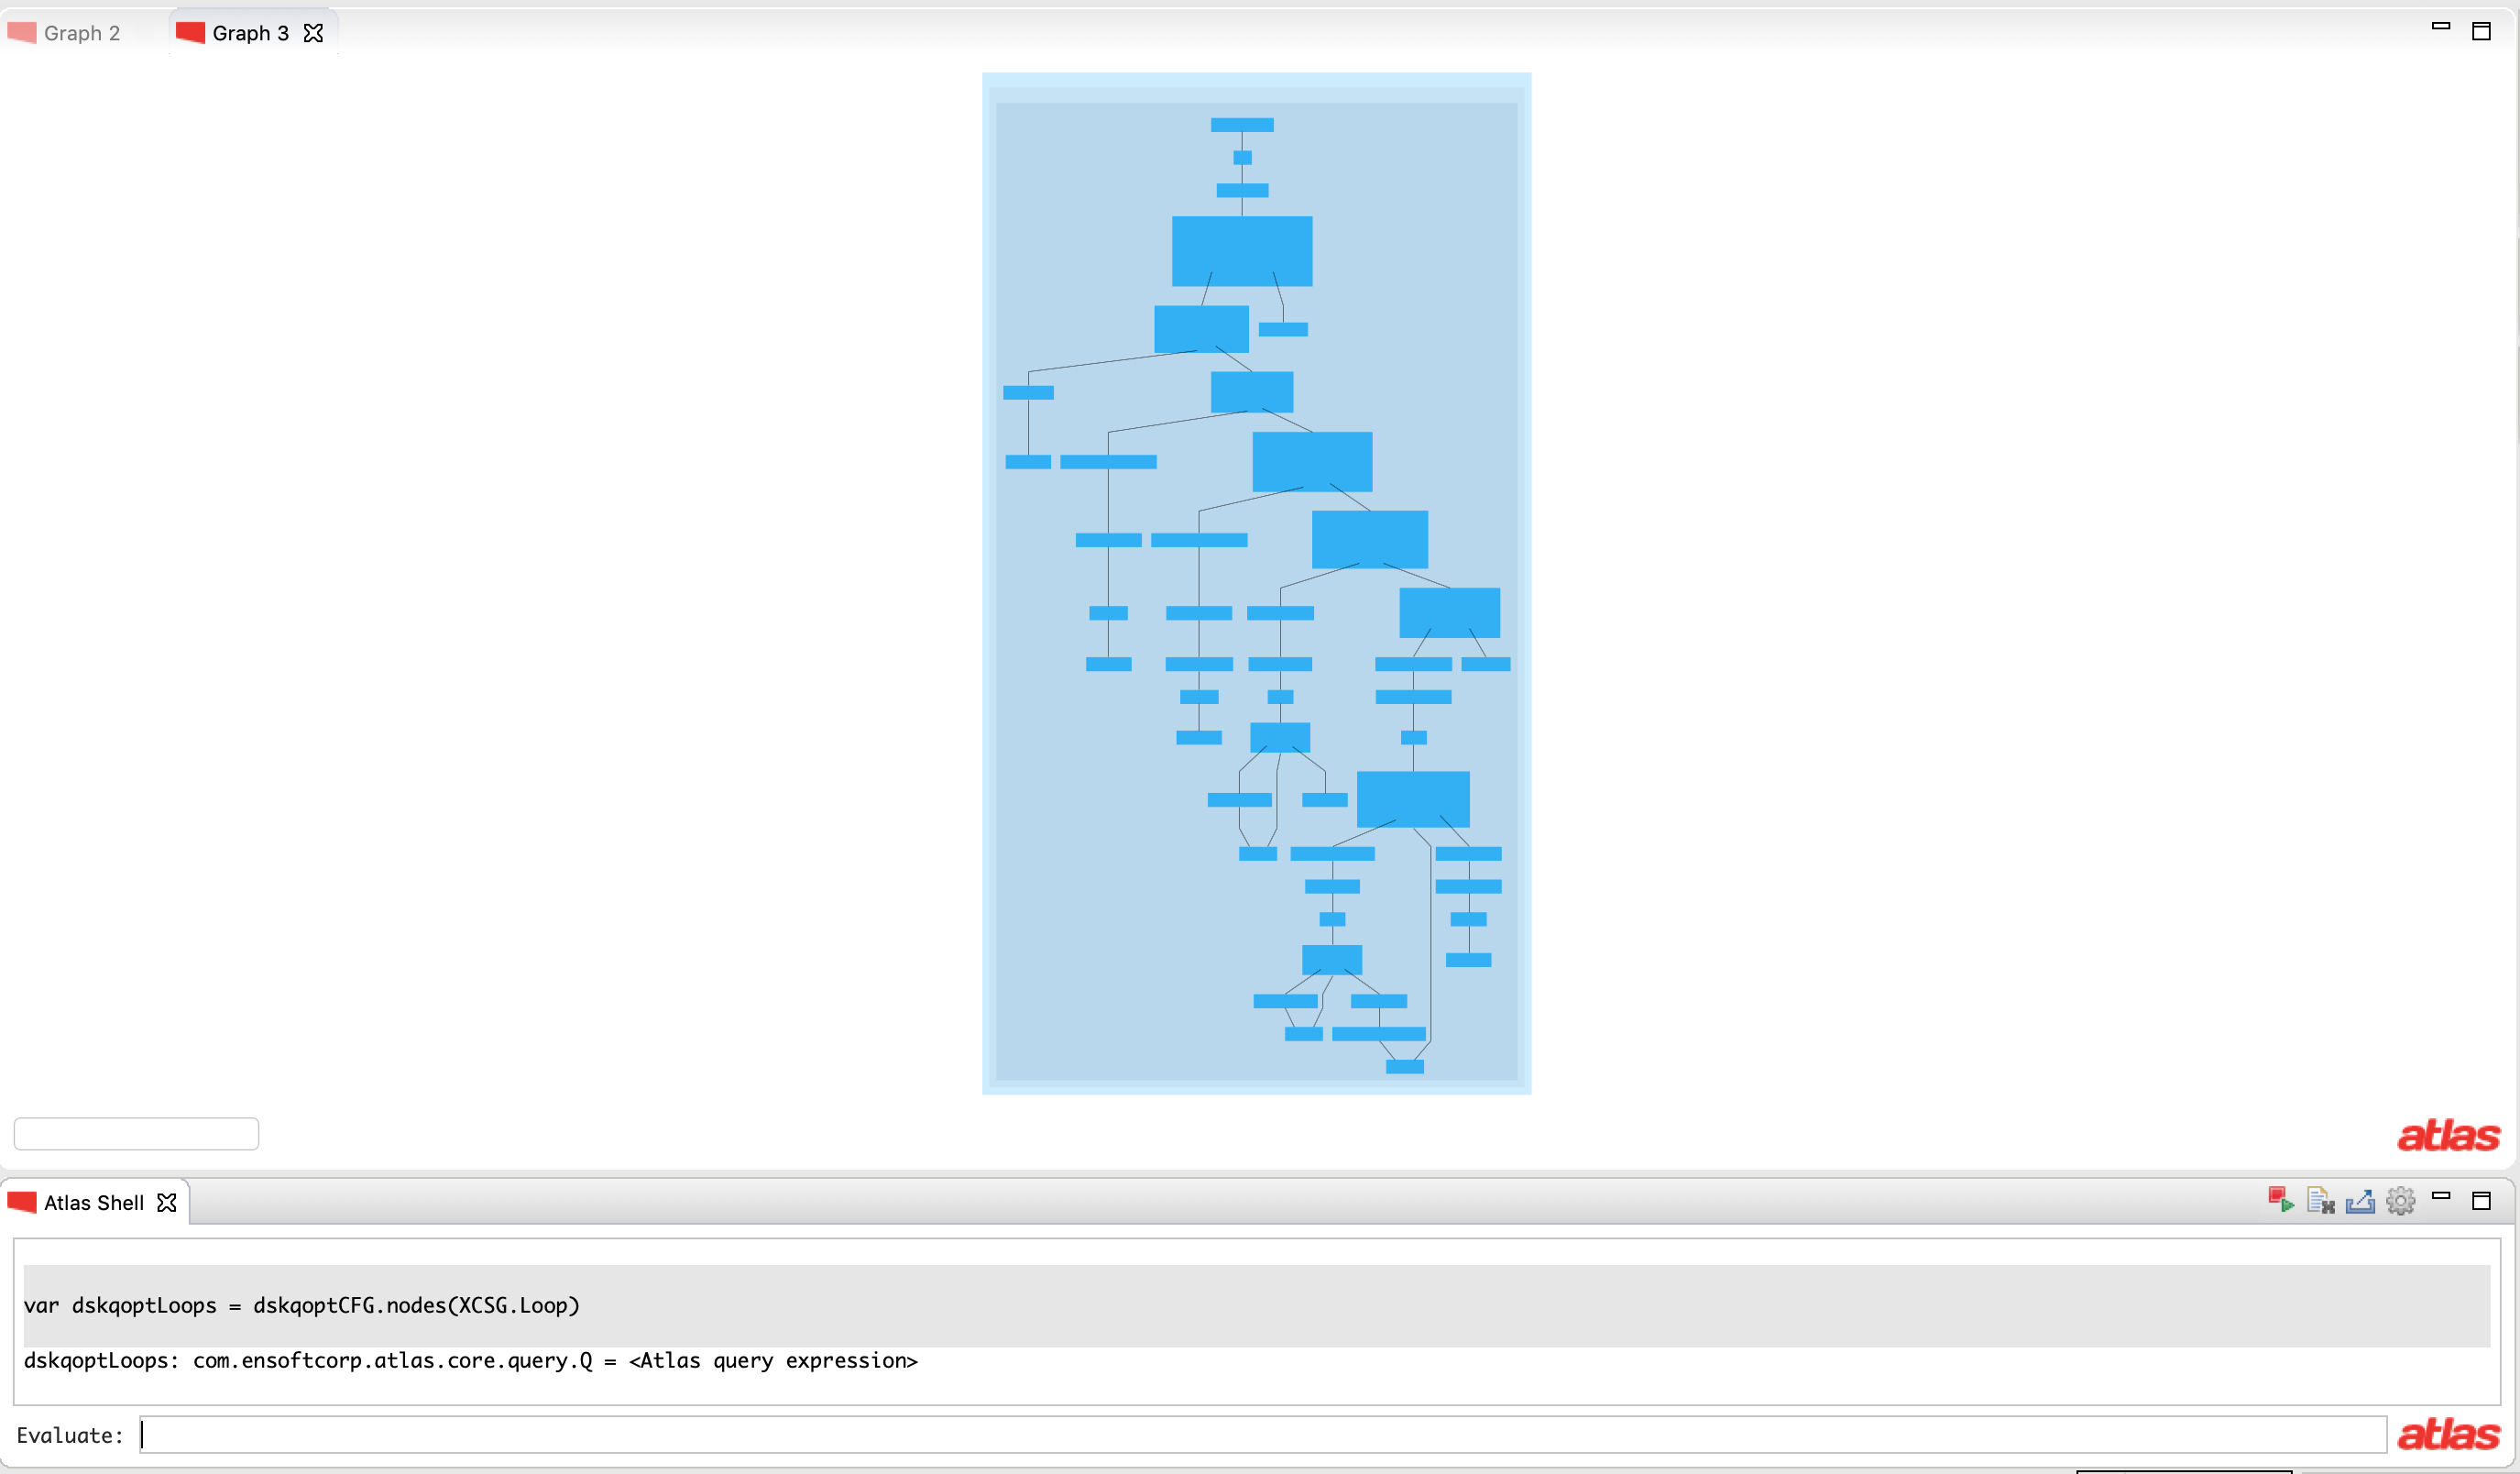 Graph 2
Graph 3
atlas
Atlas Shell
var dskqoptLoops = dskqoptCFG.nodes(XCSG.Loop)
dskqoptLoops: com.ensoftcorp.atlas.core.query.Q = <Atlas query expression>
Evaluate:
atlas